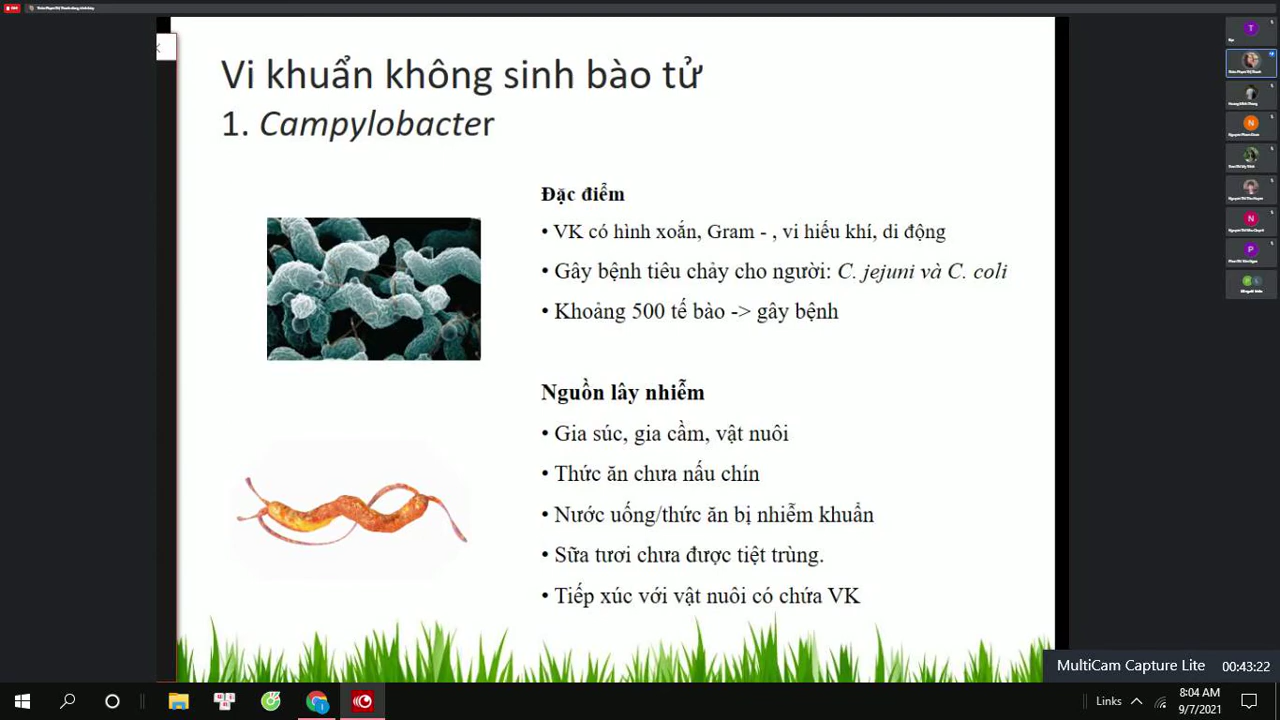 Vi khuẩn không sinh bào tử
1. Campylobacter
Đặc điểm
• VK có hình xoắn, Gram - , vi hiếu khí, di động
• Gây bệnh tiêu chảy cho người: C. jejuni và C. coli
• Khoảng 500 tế bào -> gây bệnh
Nguồn lây nhiễm
• Gia súc, gia cầm, vật nuôi
• Thức ăn chưa nấu chín
• Nước uống/thức ăn bị nhiễm khuẩn
• Sữa tươi chưa được tiệt trùng.
• Tiếp xúc với vật nuôi có chứa VK
T
N
N
P
MultiCam Capture Lite 00:43:22
Links
8:04 AM
9/7/2021